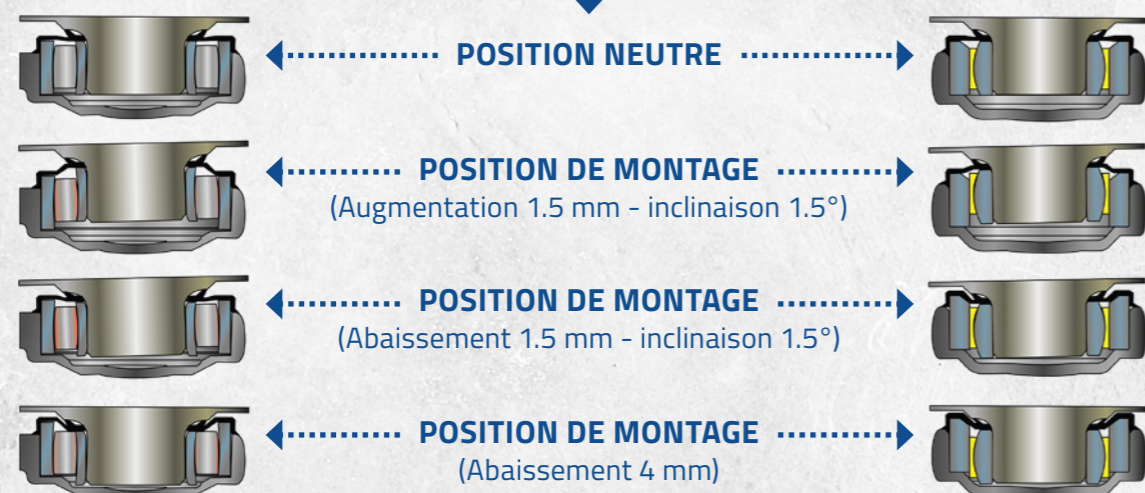 POSITION NEUTRE
POSITION DE MONTAGE
(Augmentation 1.5 mm - inclinaison 1.5°)
POSITION DE MONTAGE
(Abaissement 1.5 mm - inclinaison 1.5°)
POSITION DE MONTAGE
(Abaissement 4 mm)